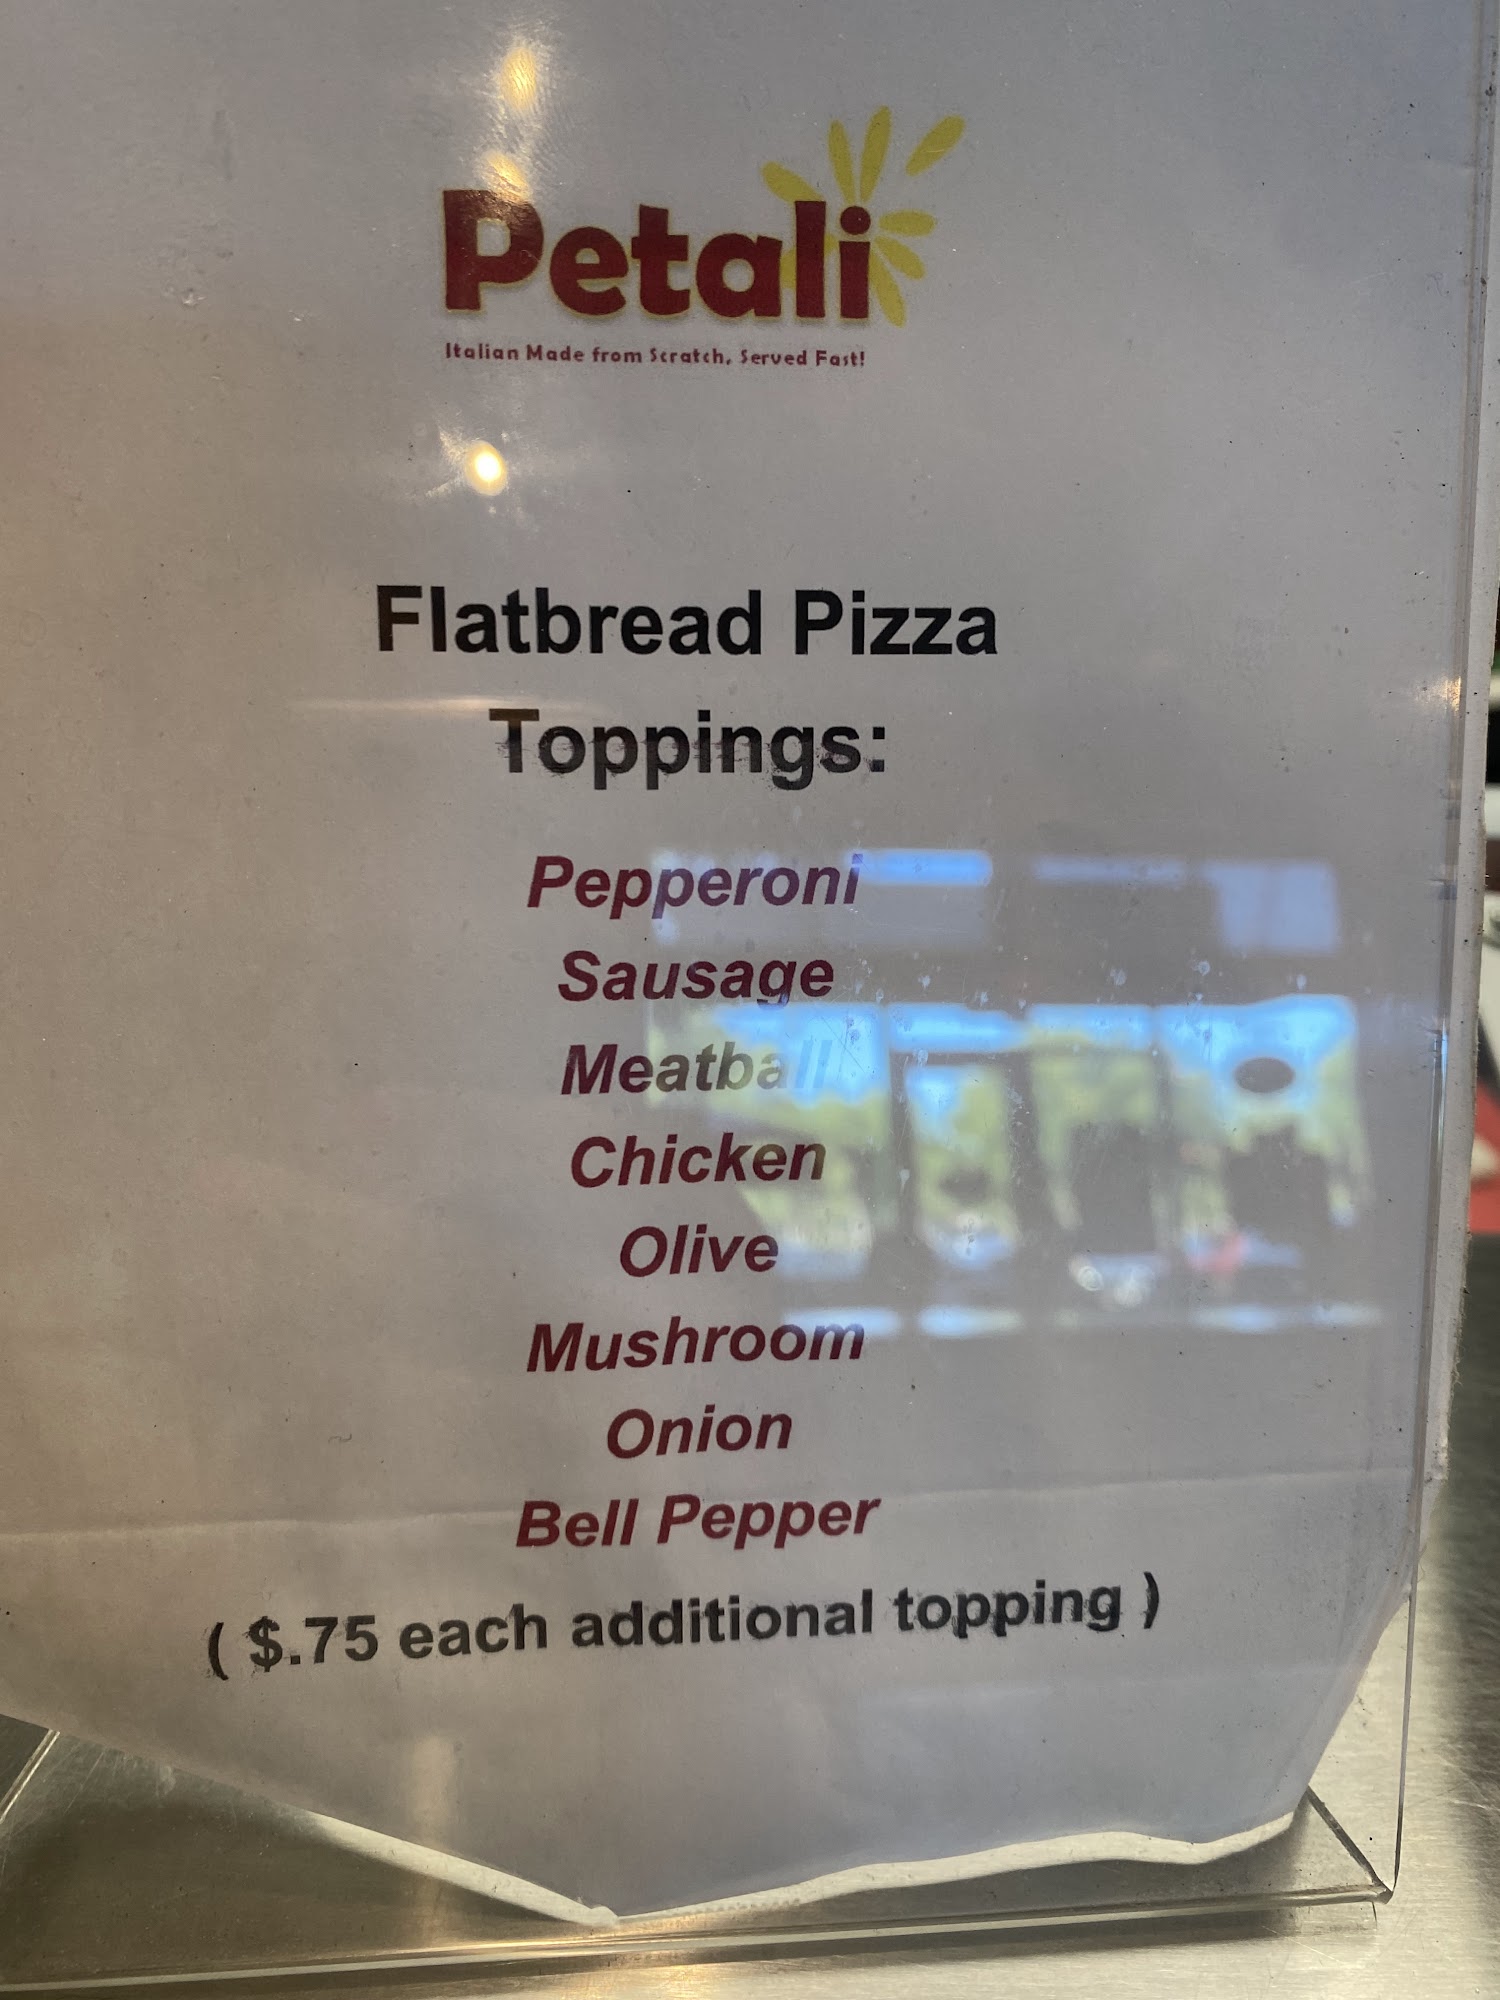 Petali
Italian Made from Scratch, Served Fast!
Flatbread Pizza
Toppings:
Pepperoni
Sausage
Meatball
Chicken
Olive
Mushroom
Onion
Bell Pepper
( $.75 each additional topping )